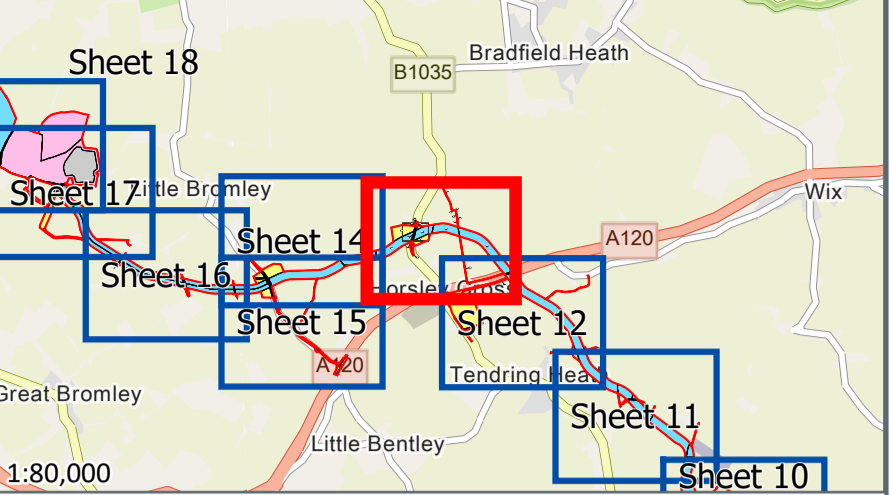 Sheet 18
Bradfield Heath
B1035
Sheet 17
Little Bromley
Wix
Sheet 14
A120
Sheet 16
Horsley Cross
Sheet 15
Sheet 12
A120
Tendring Heath
Great Bromley
Sheet 11
Little Bentley
1:80,000
Sheet 10